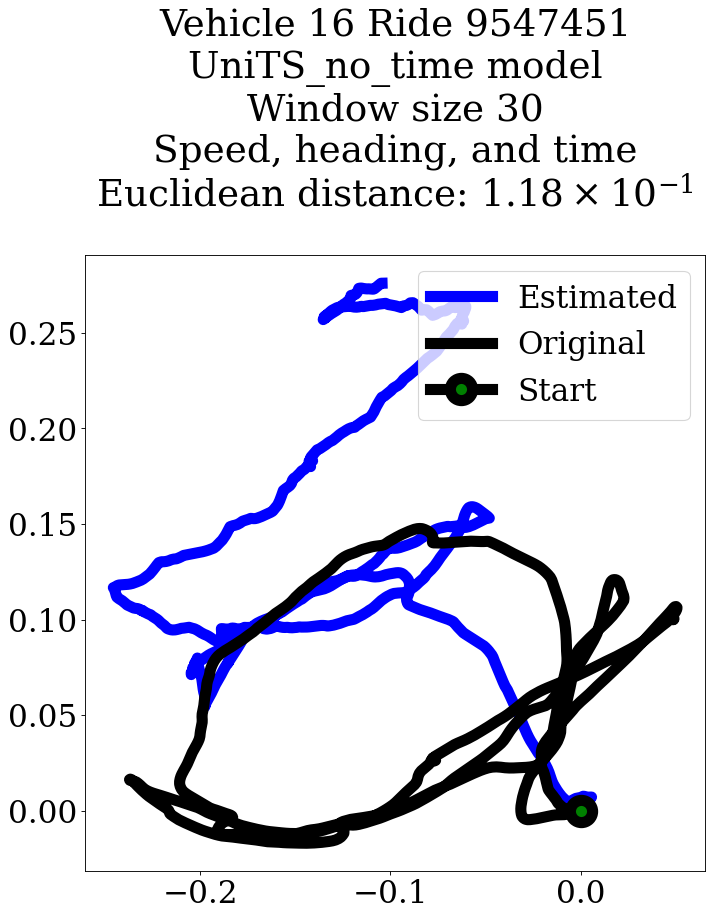 Vehicle 16 Ride 9547451
UniTS_no_time model
Window size 30
Speed, heading, and time
Euclidean distance: $1.18 × 10^{-1}$
Estimated
Original
Start
0.25
0.20
0.15
0.10
0.05
0.00
−0.2
−0.1
0.0